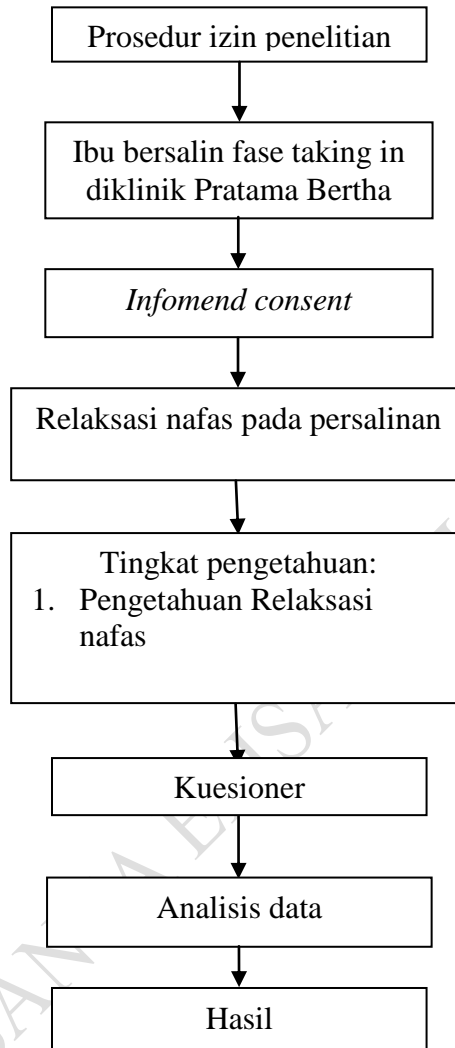 Prosedur izin penelitian
Ibu bersalin fase taking in
diklinik Pratama Bertha
Infomend consent
Relaksasi nafas pada persalinan
Tingkat pengetahuan:
1. Pengetahuan Relaksasi
nafas
Kuesioner
Analisis data
Hasil